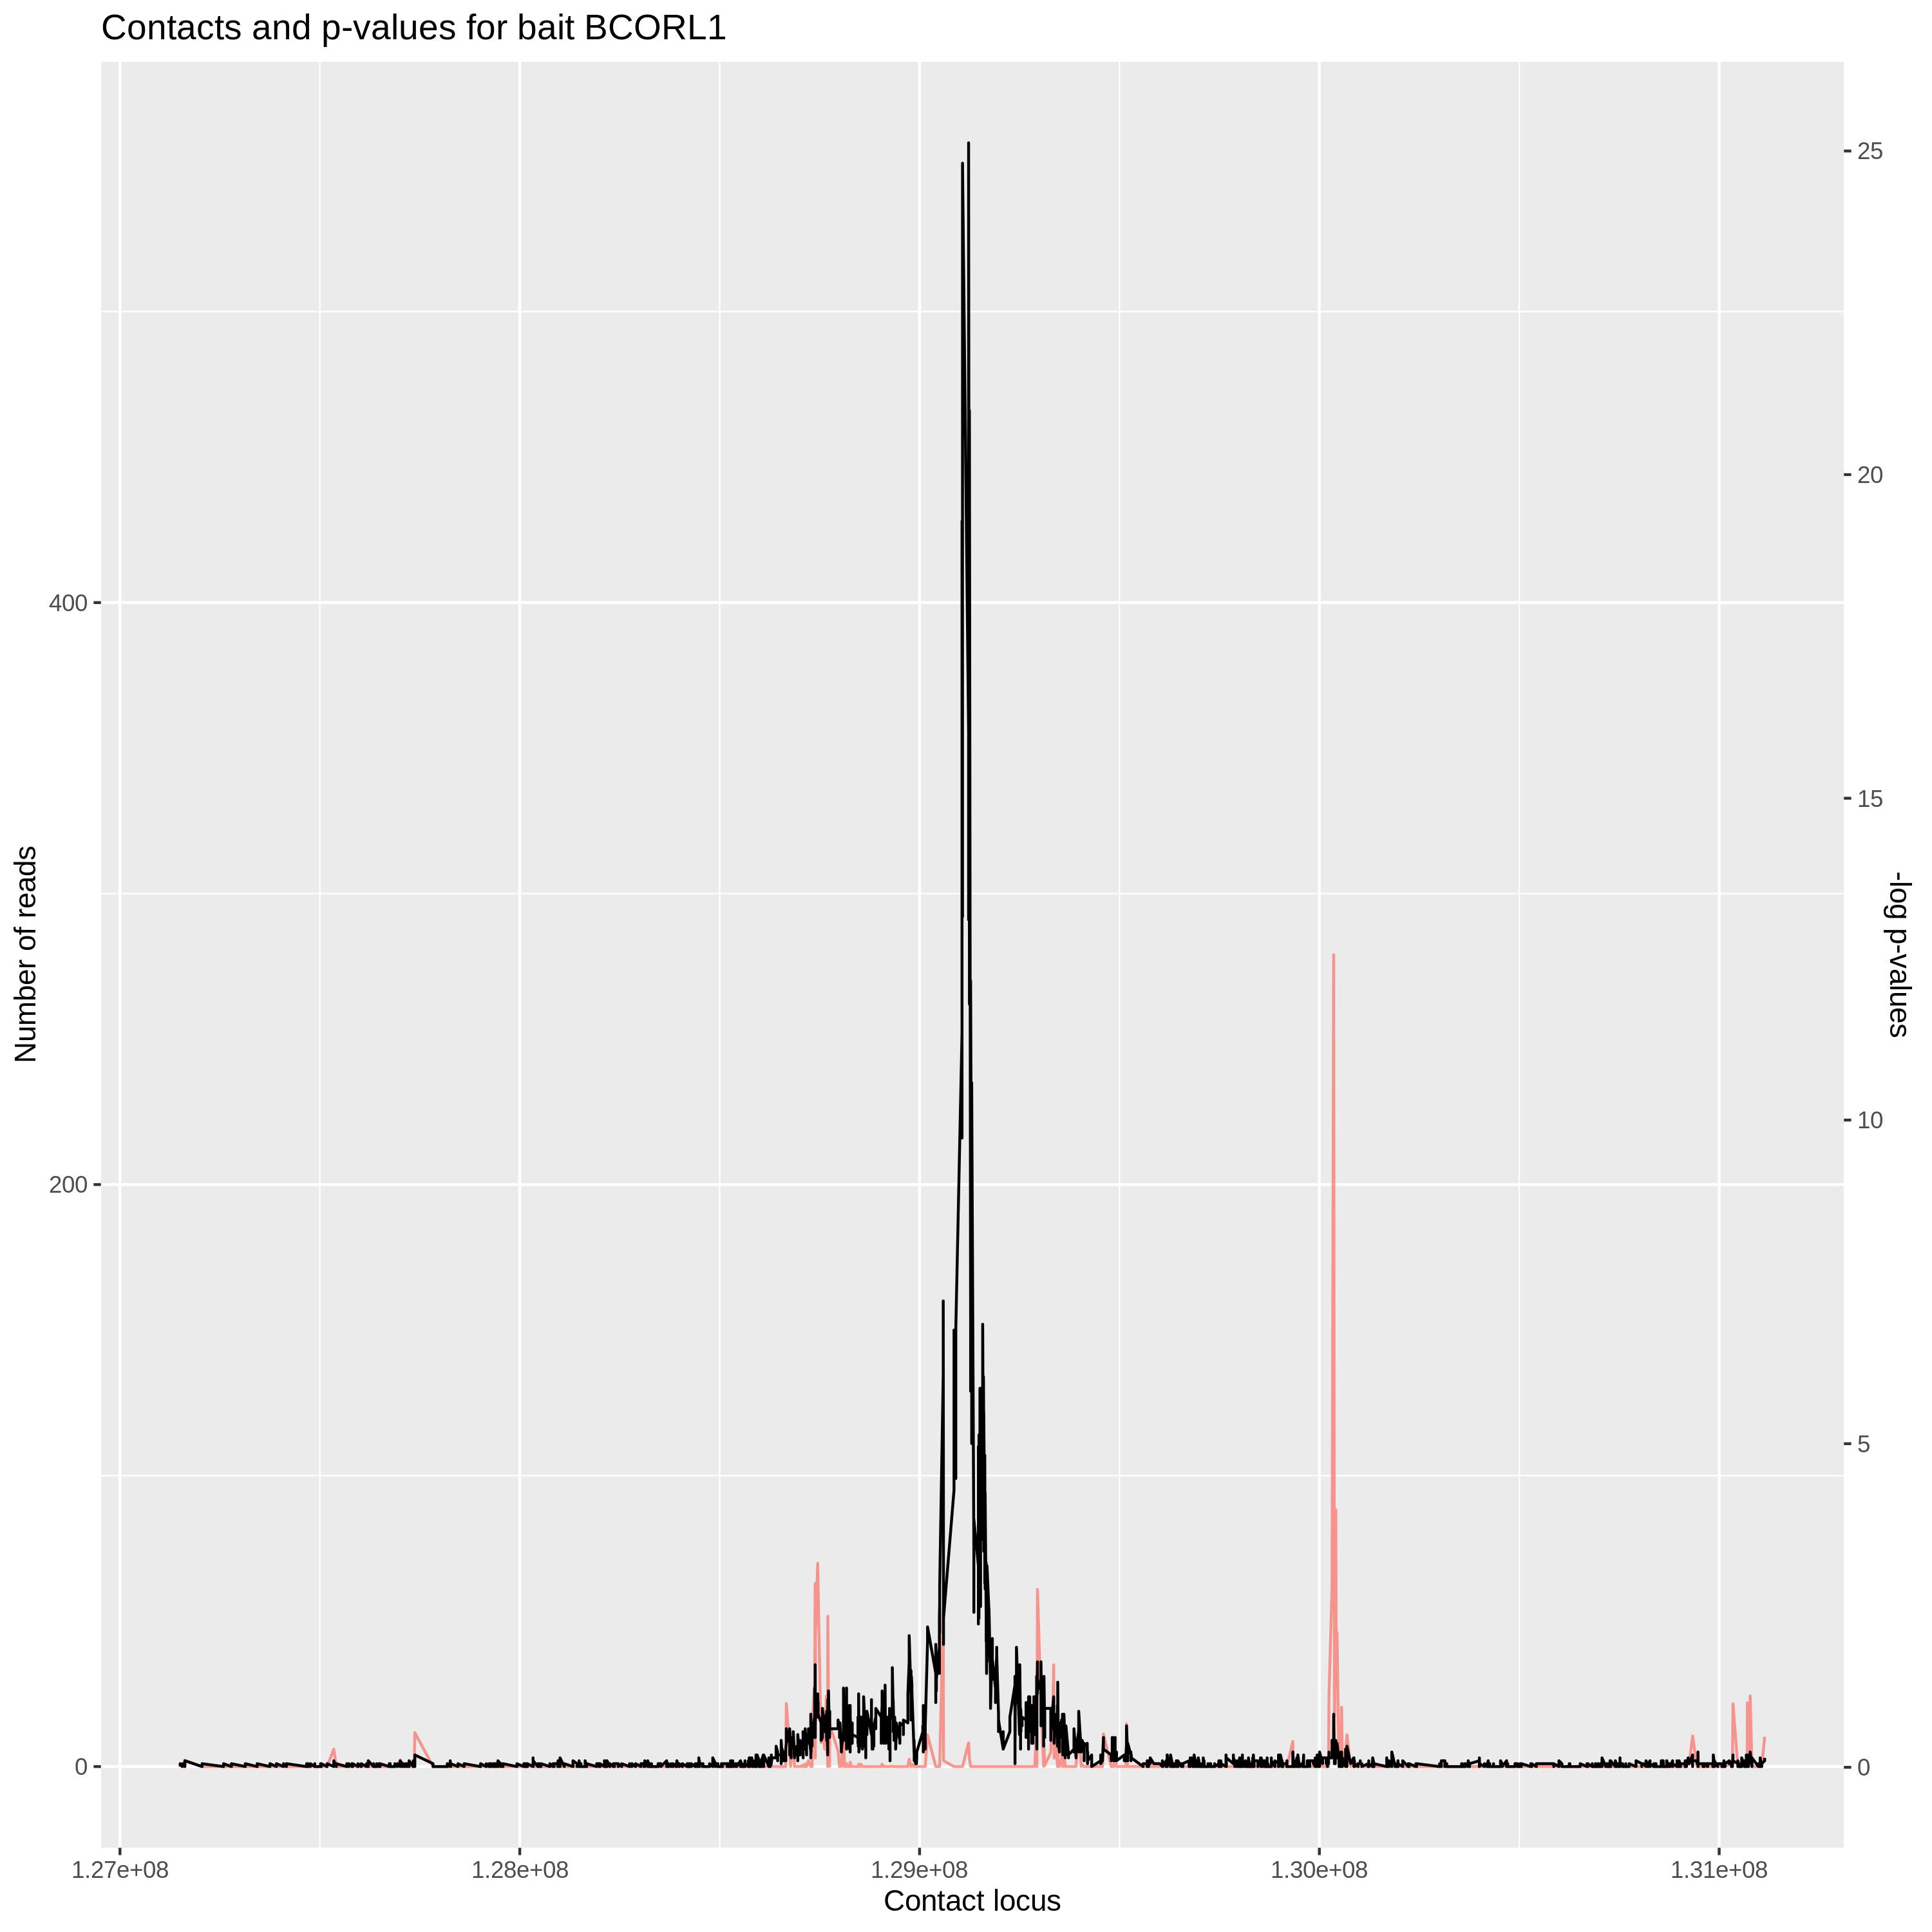 Contacts and p-values for bait BCORL1
25
20
400
15
Number of reads
-log p-values
10
200
5
0
0
1.27e+08
1.28e+08
1.29e+08
1.30e+08
1.31e+08
Contact locus